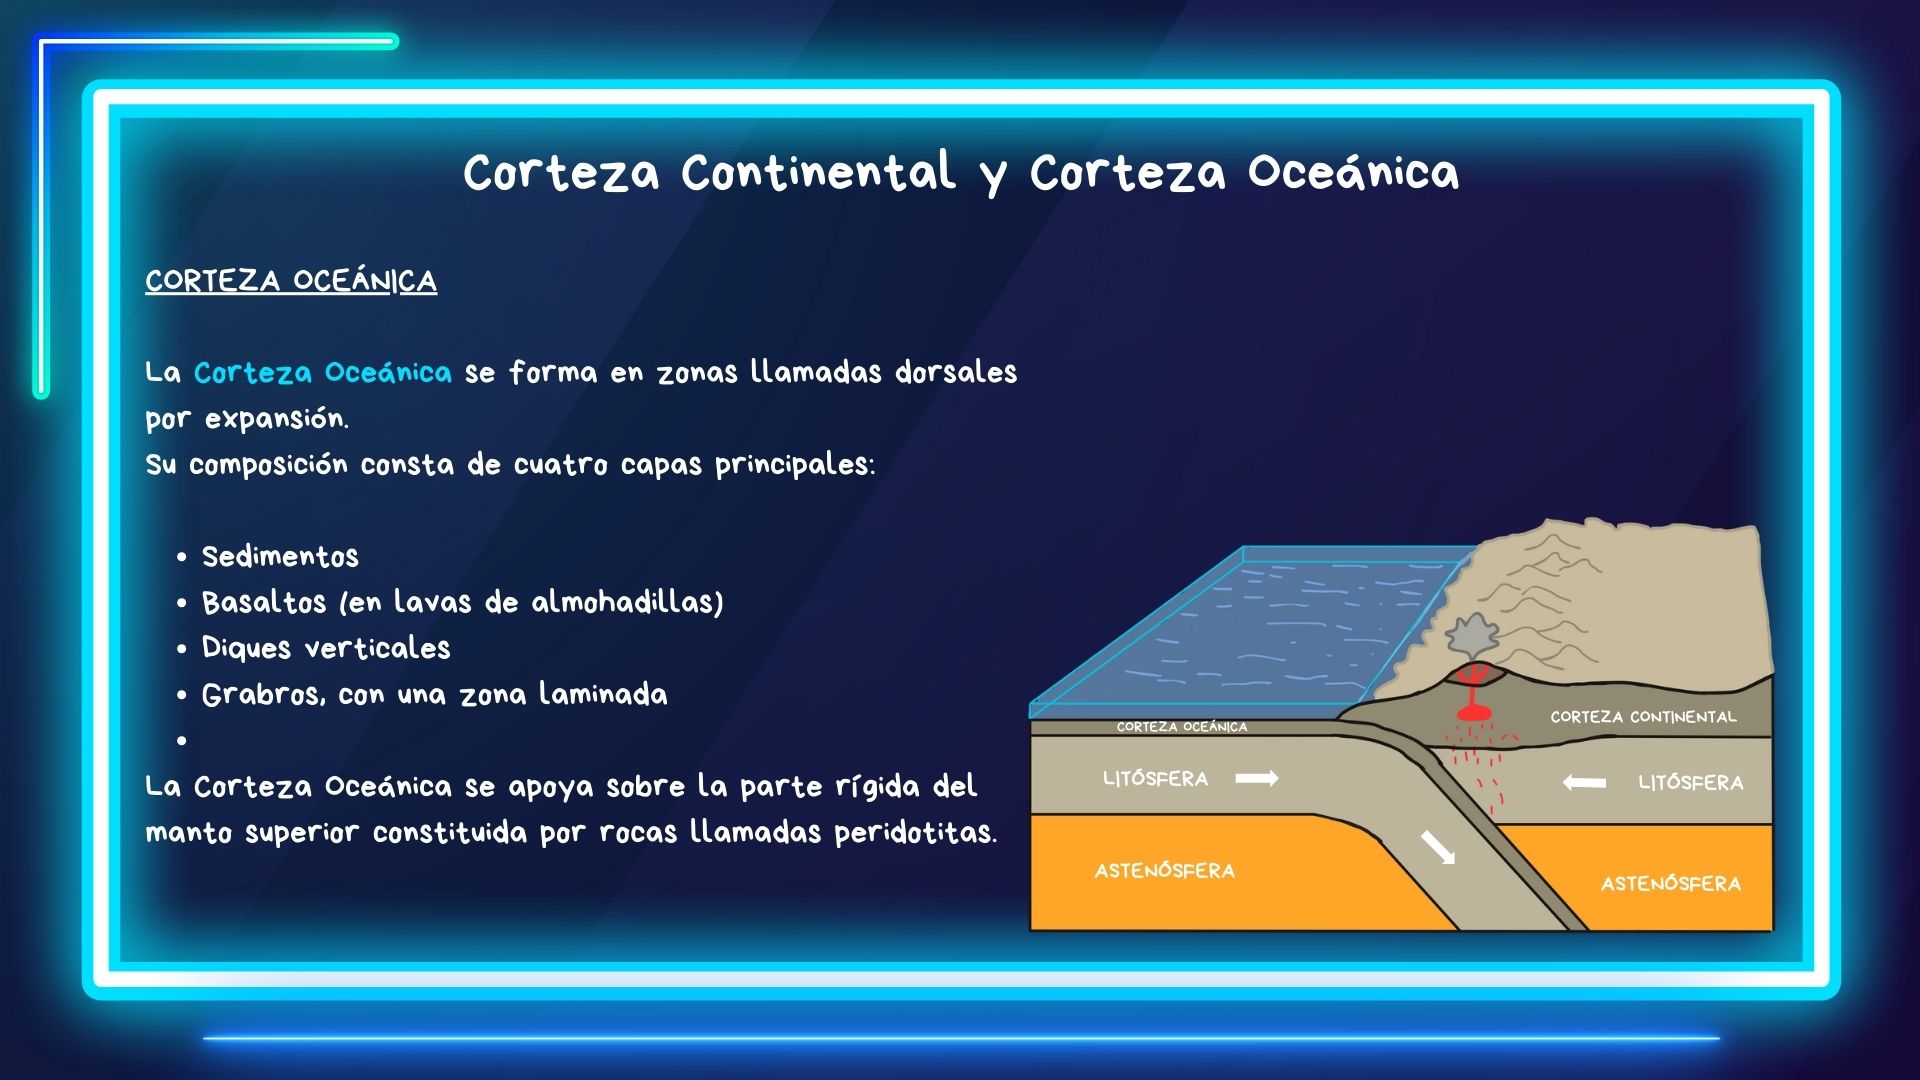 Corteza Continental y Corteza Oceánica
CORTEZA OCEÁNICA
La Corteza Oceánica se forma en zonas llamadas dorsales
por expansión.
Su composición consta de cuatro capas principales:
• Sedimentos
• Basaltos (en lavas de almohadillas)
• Diques verticales
• Grabros, con una zona laminada
•
La Corteza Oceánica se apoya sobre la parte rígida del
manto superior constituida por rocas llamadas peridotitas.
CORTEZA OCEÁNICA
CORTEZA CONTINENTAL
LITÓSFERA
LITÓSFERA
ASTENÓSFERA
ASTENÓSFERA